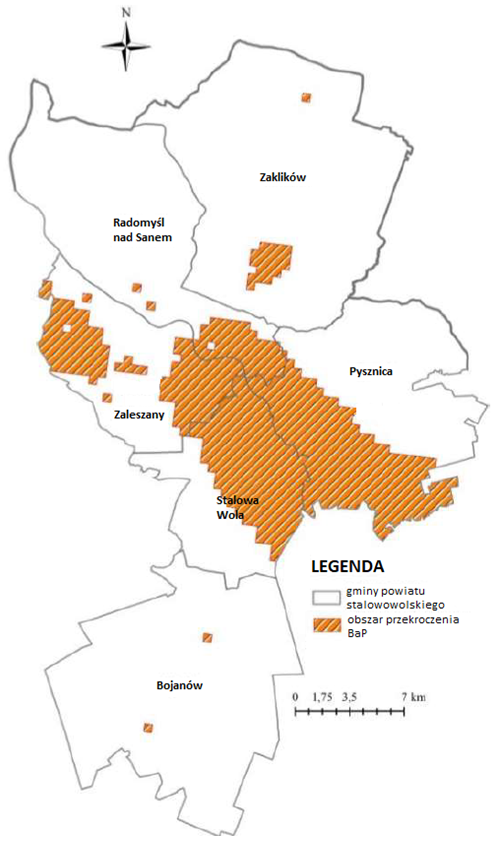 N
Zaklików
Radomyśl
nad Sanem
Pysznica
Zaleszany
Stalowa
Wola
LEGENDA
gminy powiatu
stalowowolskiego
obszar przekroczenia
BaP
Bojanów
0 1,75 3,5 7 km